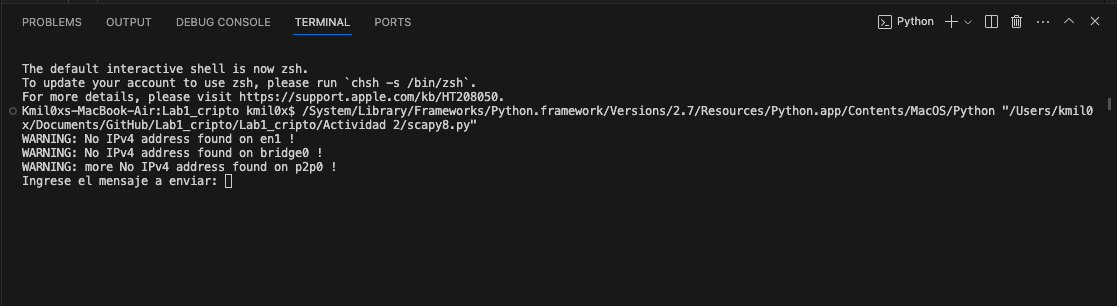 PROBLEMS OUTPUT DEBUG CONSOLE TERMINAL PORTS Python
The default interactive shell is now zsh.
To update your account to use zsh, please run `chsh -s /bin/zsh`.
For more details, please visit https://support.apple.com/kb/HT208050.
Kmil0xs-MacBook-Air:Lab1_cripto kmil0x$ /System/Library/Frameworks/Python.framework/Versions/2.7/Resources/Python.app/Contents/MacOS/Python "/Users/kmil0
x/Documents/GitHub/Lab1_cripto/Lab1_cripto/Actividad 2/scapy8.py"
WARNING: No IPv4 address found on en1 !
WARNING: No IPv4 address found on bridge0 !
WARNING: more No IPv4 address found on p2p0 !
Ingrese el mensaje a enviar: